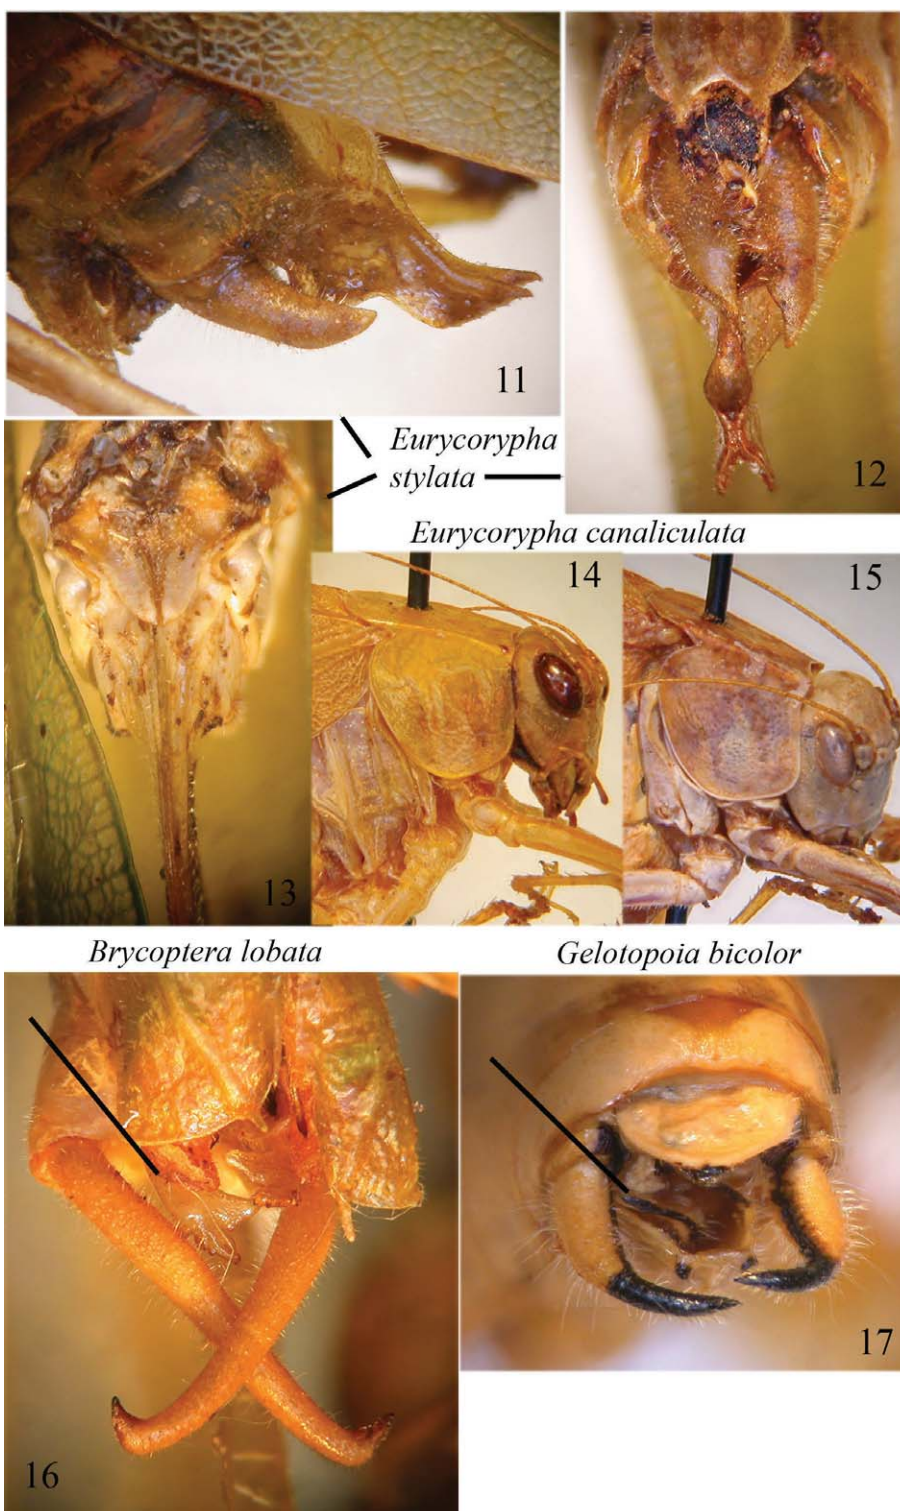 11
12
Eurycorypha
stylata
Eurycorypha canaliculata
13
14
15
Brycoptera lobata
Gelotopoia bicolor
16
17